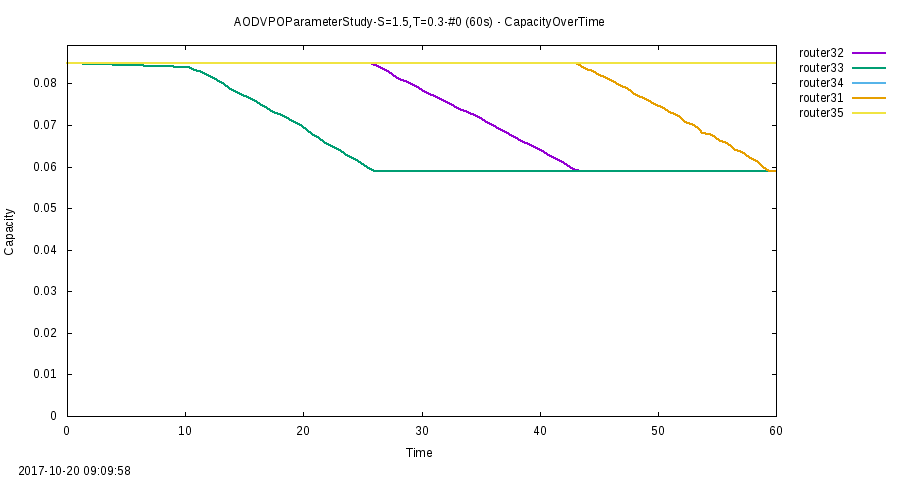 AODVPOParameterStudy-S=1.5,T=0.3-#0 (60s) - CapacityOverTime
router32
router33
router34
router31
router35
0.08
0.07
0.06
0.05
0.04
0.03
0.02
0.01
0
Capacity
0 10 20 30 40 50 60
Time
2017-10-20 09:09:58